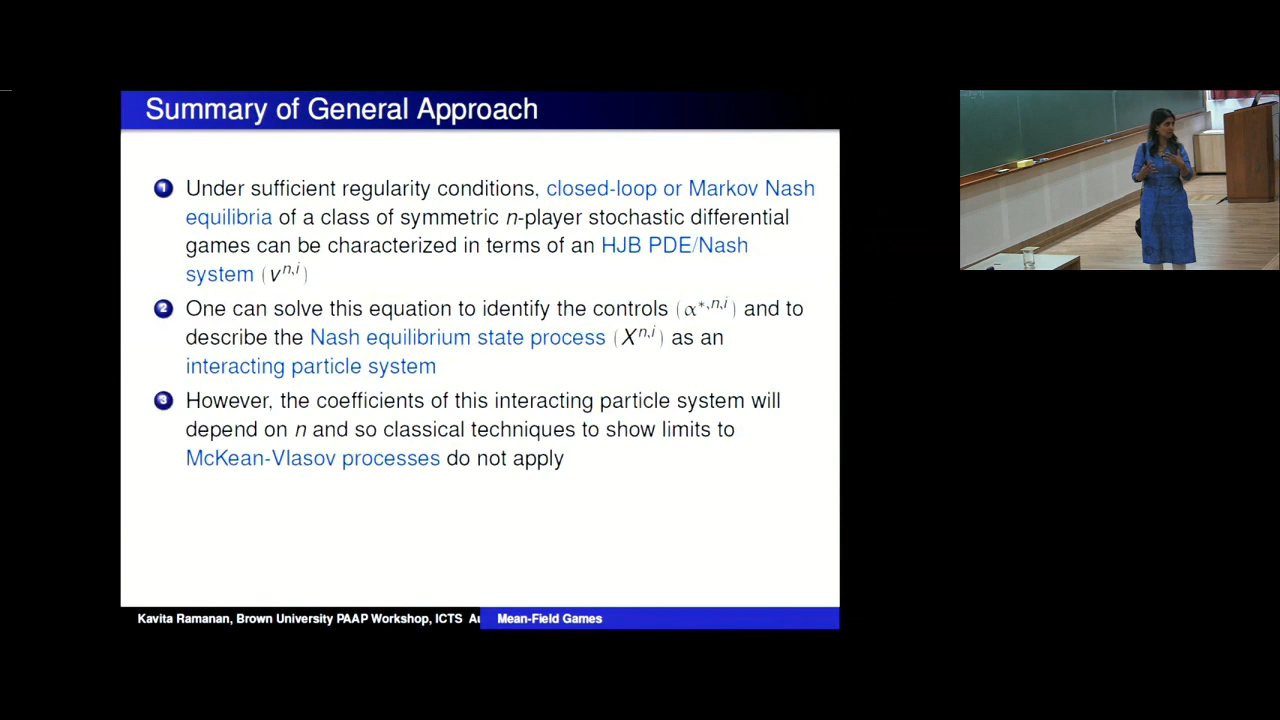 Summary of General Approach
1 Under sufficient regularity conditions, closed-loop or Markov Nash
equilibria of a class of symmetric n-player stochastic differential
games can be characterized in terms of an HJB PDE/Nash
system (v^{n,i})
2 One can solve this equation to identify the controls (α^{*,n,i}) and to
describe the Nash equilibrium state process (X^{n,i}) as an
interacting particle system
3 However, the coefficients of this interacting particle system will
depend on n and so classical techniques to show limits to
McKean-Vlasov processes do not apply
Kavita Ramanan, Brown University PAAP Workshop, ICTS Mean-Field Games